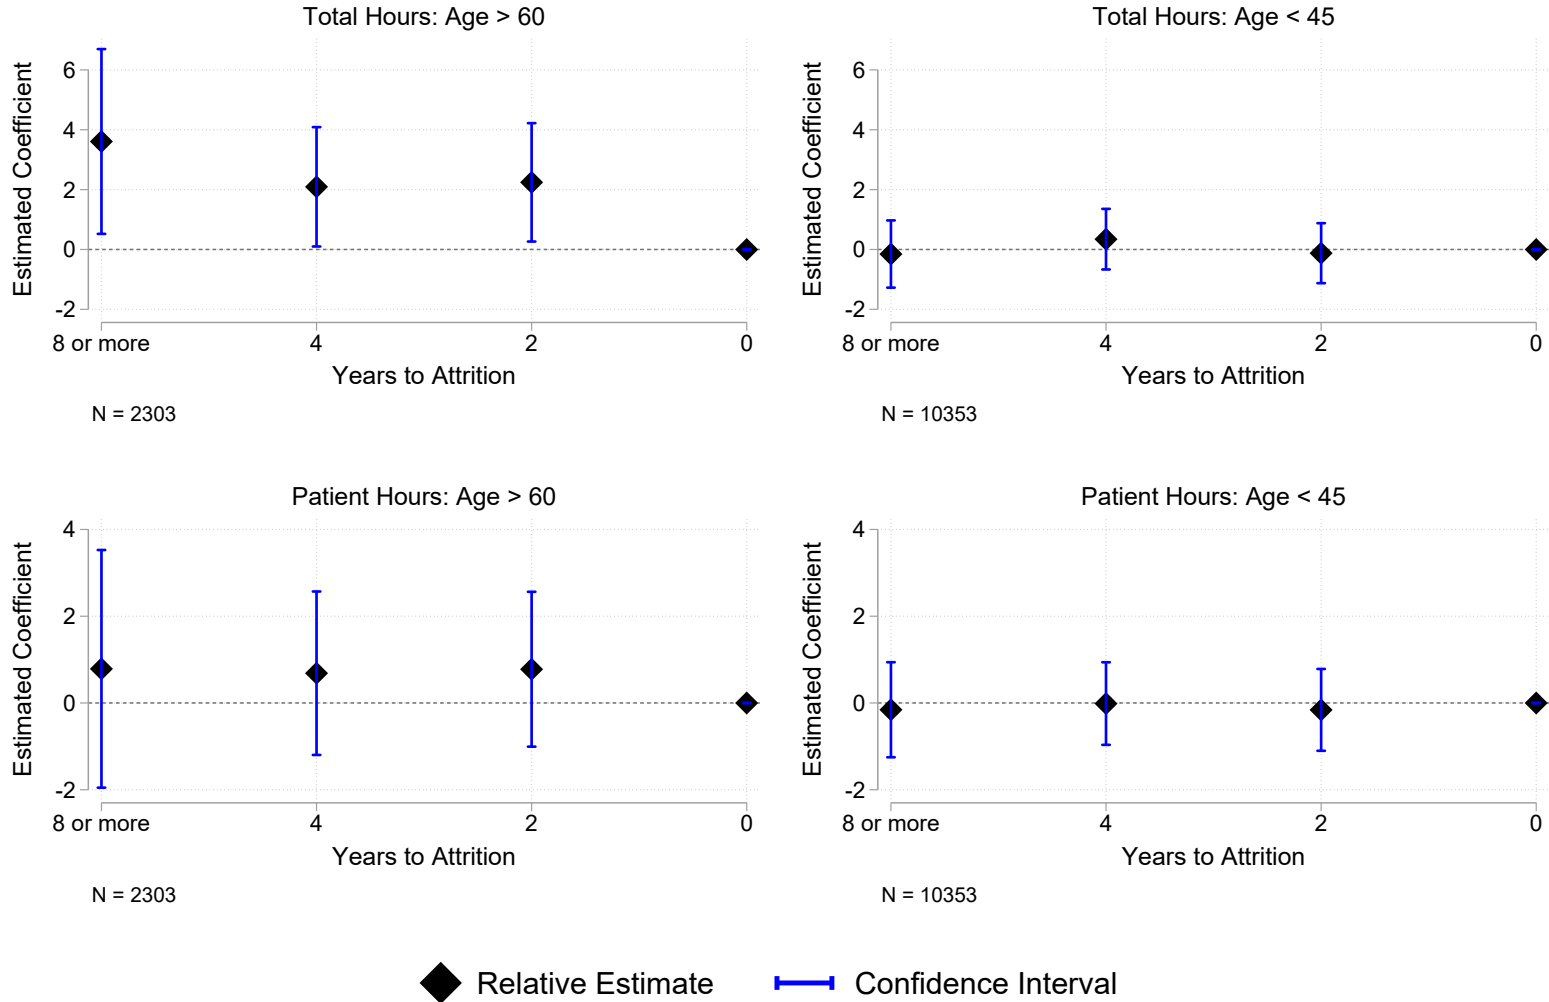 Total Hours: Age > 60
Estimated Coefficient
6
4
2
0
-2
8 or more 4 2 0
Years to Attrition
N = 2303
Total Hours: Age < 45
Estimated Coefficient
6
4
2
0
-2
8 or more 4 2 0
Years to Attrition
N = 10353
Patient Hours: Age > 60
Estimated Coefficient
4
2
0
-2
8 or more 4 2 0
Years to Attrition
N = 2303
Patient Hours: Age < 45
Estimated Coefficient
4
2
0
-2
8 or more 4 2 0
Years to Attrition
N = 10353
Relative Estimate Confidence Interval